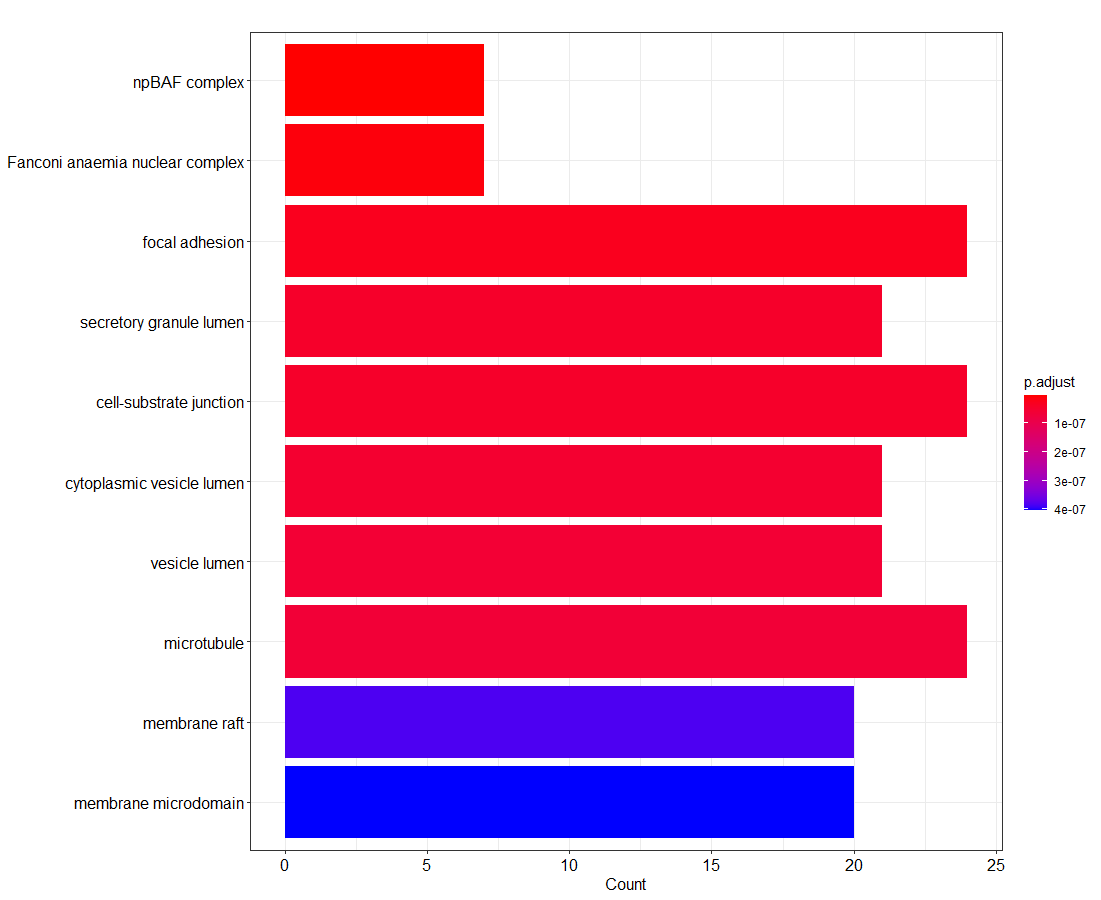 npBAF complex
Fanconi anaemia nuclear complex
focal adhesion
secretory granule lumen
cell-substrate junction
cytoplasmic vesicle lumen
vesicle lumen
microtubule
membrane raft
membrane microdomain
0 5 10 15 20 25
Count
p.adjust
1e-07
2e-07
3e-07
4e-07